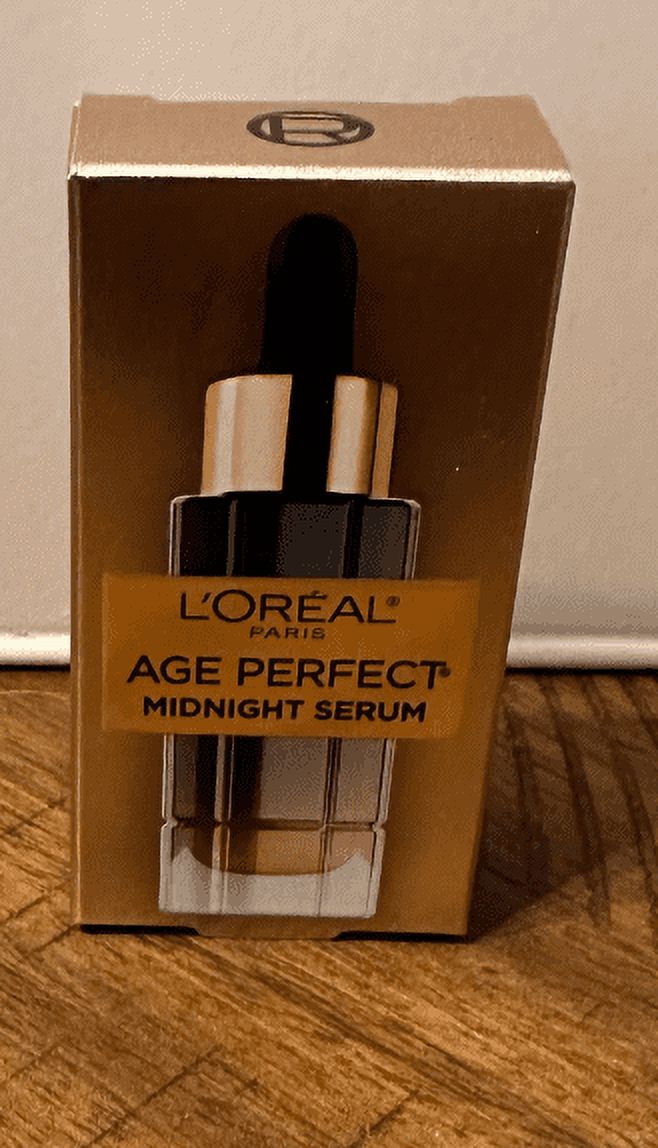 L'ORÉAL®
PARIS
AGE PERFECT®
MIDNIGHT SERUM